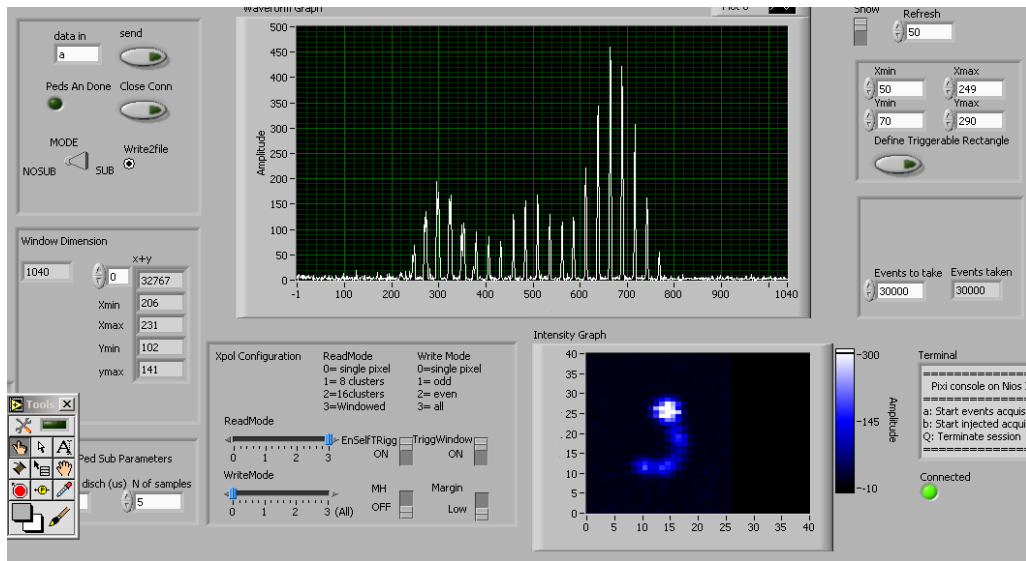 Waveform Graph
Plot 0
data in
send
a
Peds An Done
Close Conn
MODE
Write2file
NOSUB
SUB
Amplitude
500
450
400
350
300
250
200
150
100
50
0
-1 100 200 300 400 500 600 700 800 900 1040
Show
Refresh
50
Xmin
Xmax
50
249
Ymin
Ymax
70
290
Define Triggerable Rectangle
Events to take
Events taken
30000
30000
Window Dimension
1040
x+y
0
32767
Xmin
206
Xmax
231
Ymin
102
ymax
141
Tools
Ped Sub Parameters
disch (us)
N of samples
5
Xpol Configuration
ReadMode
0= single pixel
1= 8 clusters
2=16clusters
3=Windowed
Write Mode
0=single pixel
1= odd
2= even
3= all
ReadMode
0 1 2 3
EnSelfTRigg
ON
TriggWindow
ON
WriteMode
0 1 2 3 (All)
MH
OFF
Margin
Low
Intensity Graph
40
35
30
25
20
15
10
5
0
0 5 10 15 20 25 30 35 40
300
145
-10
Amplitude
Terminal
====================
Pixi console on Nios
a: Start events acquis
b: Start injected acqui
Q: Terminate session
====================
Connected